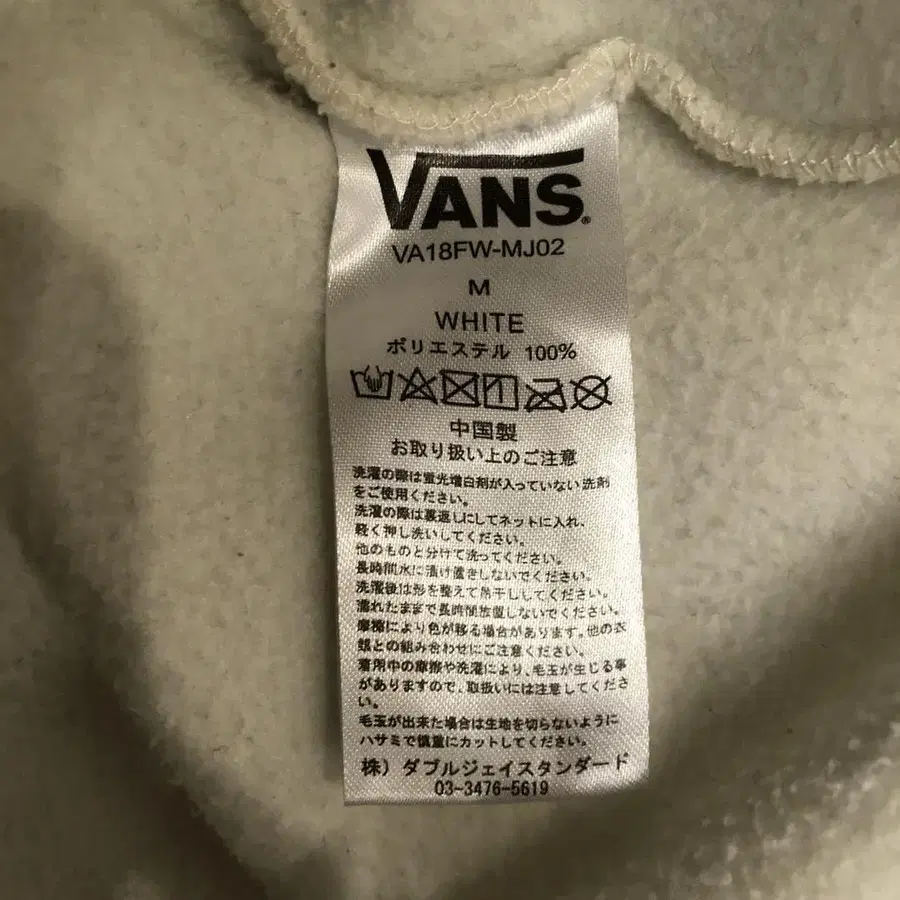 VANS
VA18FW-MJ02
M
WHITE
ポリエステル 100%
中国製
お取り扱い上のご注意
洗濯の際は蛍光増白剤が入っていない洗剤
をご使用ください。
洗濯の際は裏返しにしてネットに入れ、
軽く押し洗いしてください。
他のものと分けて洗ってください。
長時間水に漬け置きしないでください。
洗濯後は形を整えて吊干ししてください。
濡れたままで長時間放置しないでください。
摩擦により色が移る場合があります。他の衣
類との組み合わせにご注意ください。
着用中の摩擦や洗濯により、毛玉が生じる事
がありますので、取扱いには注意してくださ
い。
毛玉が出来た場合は生地を切らないように
ハサミで慎重にカットしてください。
株）ダブルジェイスタンダード
03-3476-5619